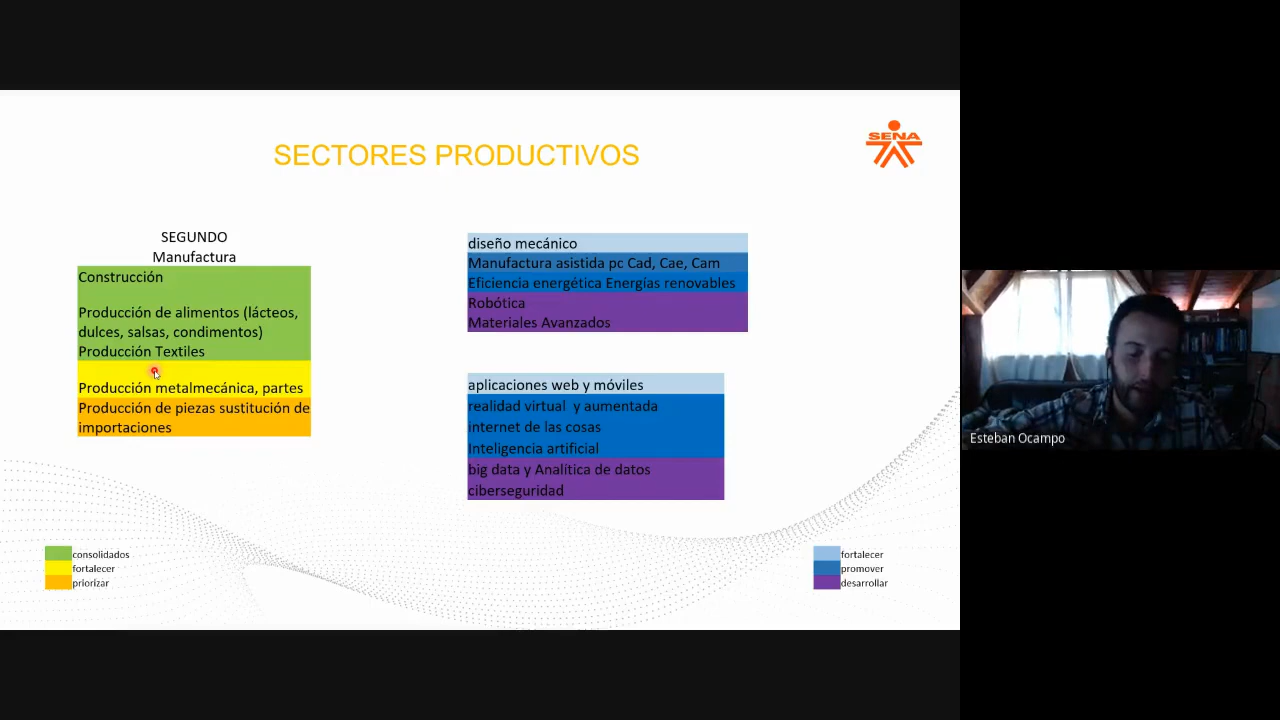 SECTORES PRODUCTIVOS
SENA
SEGUNDO
Manufactura
Construcción
Producción de alimentos (lácteos,
dulces, salsas, condimentos)
Producción Textiles
Producción metalmecánica, partes
Producción de piezas sustitución de
importaciones
diseño mecánico
Manufactura asistida pc Cad, Cae, Cam
Eficiencia energética Energías renovables
Robótica
Materiales Avanzados
aplicaciones web y móviles
realidad virtual y aumentada
internet de las cosas
Inteligencia artificial
big data y Analítica de datos
ciberseguridad
consolidados
fortalecer
priorizar
fortalecer
promover
desarrollar
Esteban Ocampo